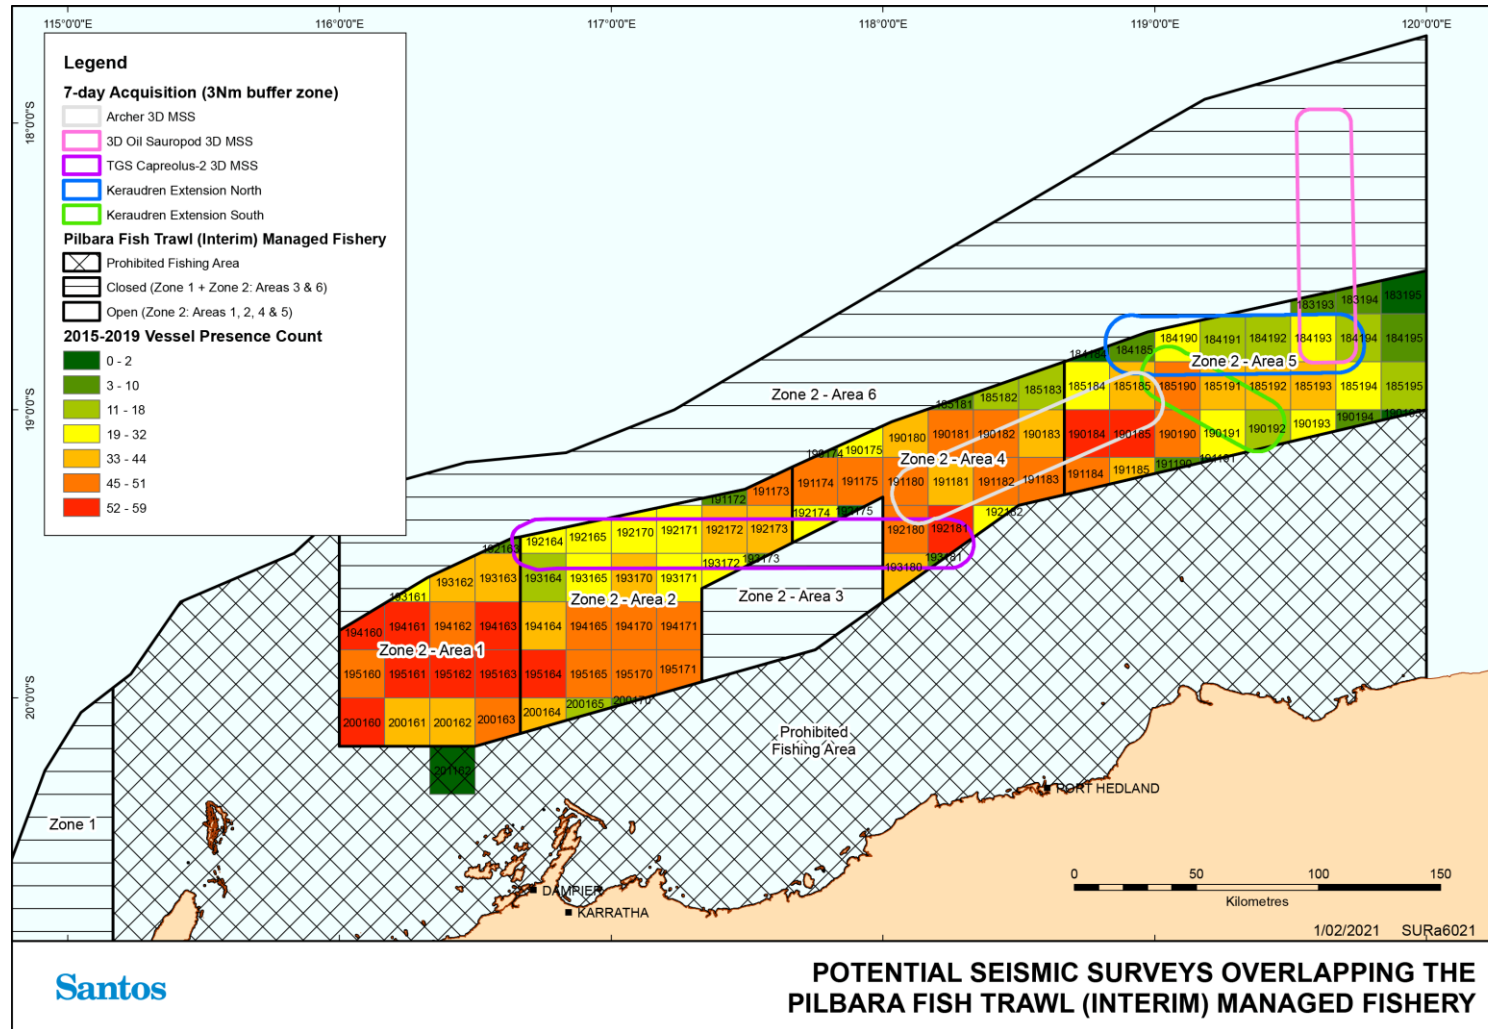 115°0'0"E 116°0'0"E 117°0'0"E 118°0'0"E 119°0'0"E 120°0'0"E
Legend
7-day Acquisition (3Nm buffer zone)
Archer 3D MSS
3D Oil Sauropod 3D MSS
TGS Capreolus-2 3D MSS
Keraudren Extension North
Keraudren Extension South
Pilbara Fish Trawl (Interim) Managed Fishery
Prohibited Fishing Area
Closed (Zone 1 + Zone 2: Areas 3 & 6)
Open (Zone 2: Areas 1, 2, 4 & 5)
2015-2019 Vessel Presence Count
0 - 2
3 - 10
11 - 18
19 - 32
33 - 44
45 - 51
52 - 59
18°0'0"S
19°0'0"S
20°0'0"S
183193 183194 183195
184184 184185 184190 184191 184192 184193 184194 184195
Zone 2 - Area 5
Zone 2 - Area 6
185181 185182 185183 185184 185185 185190 185191 185192 185193 185194 185195
190174 190175 190180 190181 190182 190183 190184 190185 190190 190191 190192 190193 190194
Zone 2 - Area 4
191172 191173 191174 191175 191180 191181 191182 191183 191184 191185 191190 191191
192163 192164 192165 192170 192171 192172 192173 192174 192175 192180 192181 192182
193161 193162 193163 193164 193165 193170 193171 193172 193173 193180 193181
Zone 2 - Area 2
Zone 2 - Area 3
194160 194161 194162 194163 194164 194165 194170 194171
Zone 2 - Area 1
195160 195161 195162 195163 195164 195165 195170 195171
200160 200161 200162 200163 200164 200165 200170
201162
Prohibited
Fishing Area
Zone 1
PORT HEDLAND
DAMPIER
KARRATHA
0 50 100 150
Kilometres
1/02/2021 SURa6021
Santos
POTENTIAL SEISMIC SURVEYS OVERLAPPING THE
PILBARA FISH TRAWL (INTERIM) MANAGED FISHERY